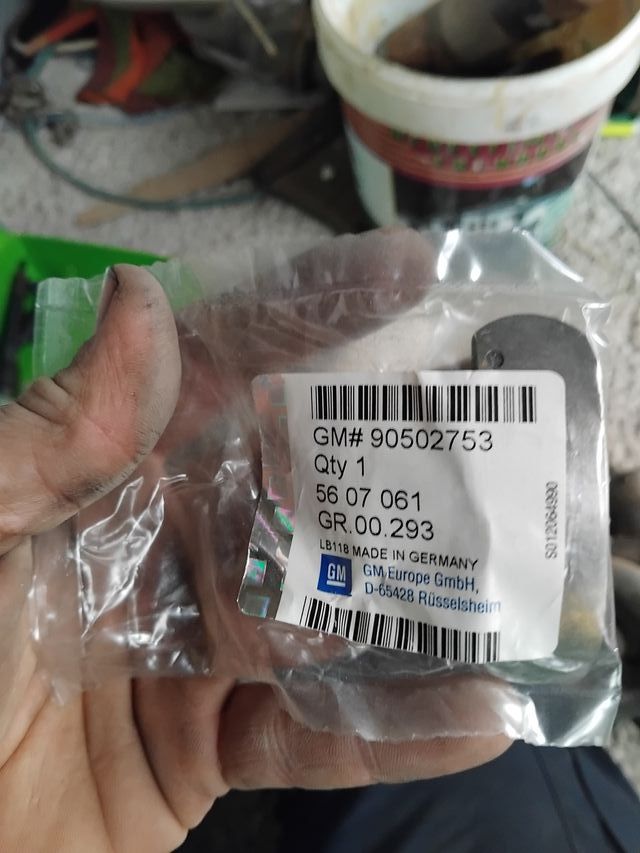 GM# 90502753
Qty 1
56 07 061
GR.00.293
LB118 MADE IN GERMANY
GM
GM Europe GmbH,
D-65428 Rüsselsheim
S0120649390